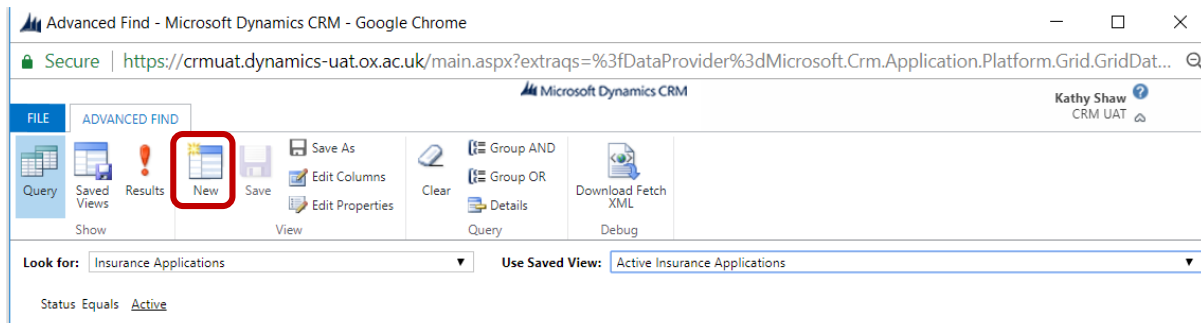 Advanced Find - Microsoft Dynamics CRM - Google Chrome
Secure | https://crmuat.dynamics-uat.ox.ac.uk/main.aspx?extraqs=%3fDataProvider%3dMicrosoft.Crm.Application.Platform.Grid.GridDat...
Microsoft Dynamics CRM
Kathy Shaw
CRM UAT
FILE
ADVANCED FIND
Query
Saved Views
Results
New
Save
Save As
Edit Columns
Edit Properties
Clear
Group AND
Group OR
Details
Download Fetch XML
Show
View
Query
Debug
Look for: Insurance Applications
Use Saved View: Active Insurance Applications
Status Equals Active